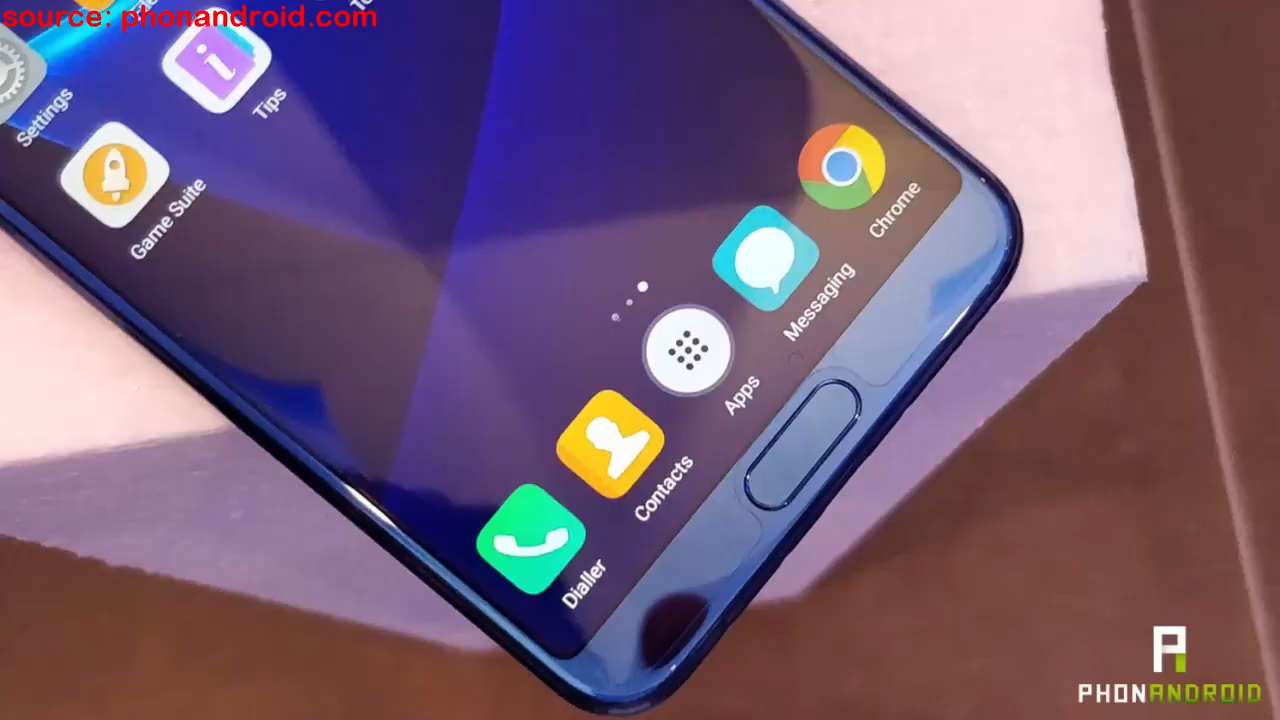 source: phonandroid.com
Settings
Tips
Game Suite
Chrome
Messaging
Apps
Contacts
Dialler
PHONANDROID